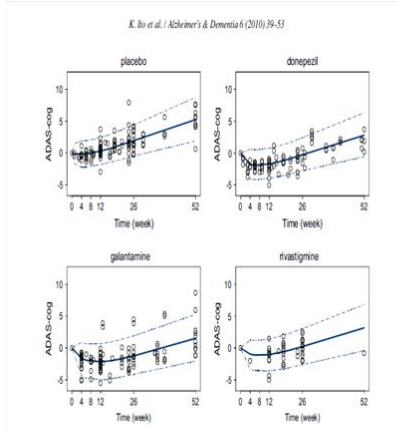 K. Ito et al. / Alzheimer's & Dementia 6 (2010) 39–53
placebo
donepezil
ADAS-cog
10
5
0
-5
0 4 8 12 26 52
Time (week)
ADAS-cog
10
5
0
-5
0 4 8 12 26 52
Time (week)
galantamine
rivastigmine
ADAS-cog
10
5
0
-5
0 4 8 12 26 52
Time (week)
ADAS-cog
10
5
0
-5
0 4 8 12 26 52
Time (week)